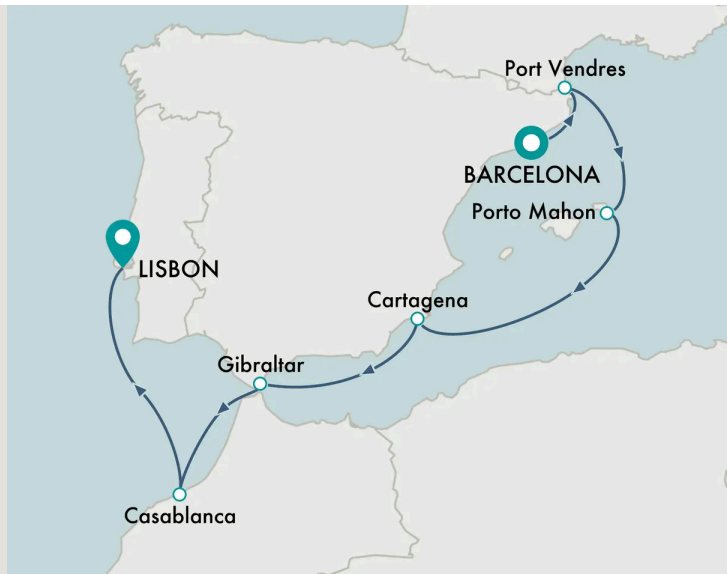 Port Vendres
BARCELONA
Porto Mahon
LISBON
Cartagena
Gibraltar
Casablanca